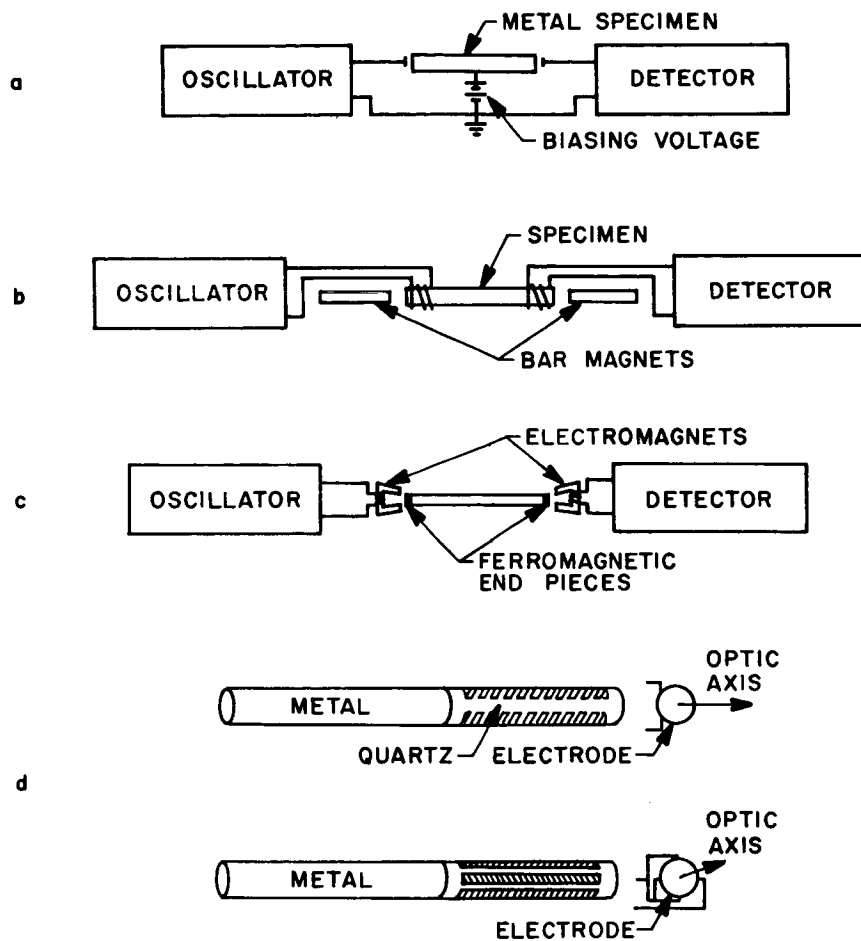 a
METAL SPECIMEN
OSCILLATOR
DETECTOR
BIASING VOLTAGE
b
SPECIMEN
OSCILLATOR
DETECTOR
BAR MAGNETS
c
ELECTROMAGNETS
OSCILLATOR
DETECTOR
FERROMAGNETIC
END PIECES
d
OPTIC
AXIS
METAL
QUARTZ
ELECTRODE
OPTIC
AXIS
METAL
ELECTRODE